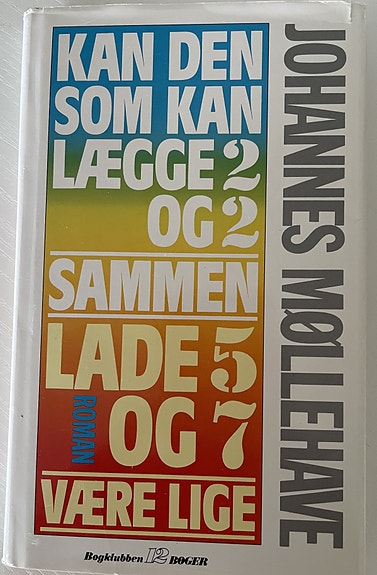 KAN DEN
SOM KAN
LÆGGE 2
OG 2
SAMMEN
LADE 5
OG 7
VÆRE LIGE
ROMAN
JOHANNES MØLLEHAVE
Bogklubben 12 BØGER